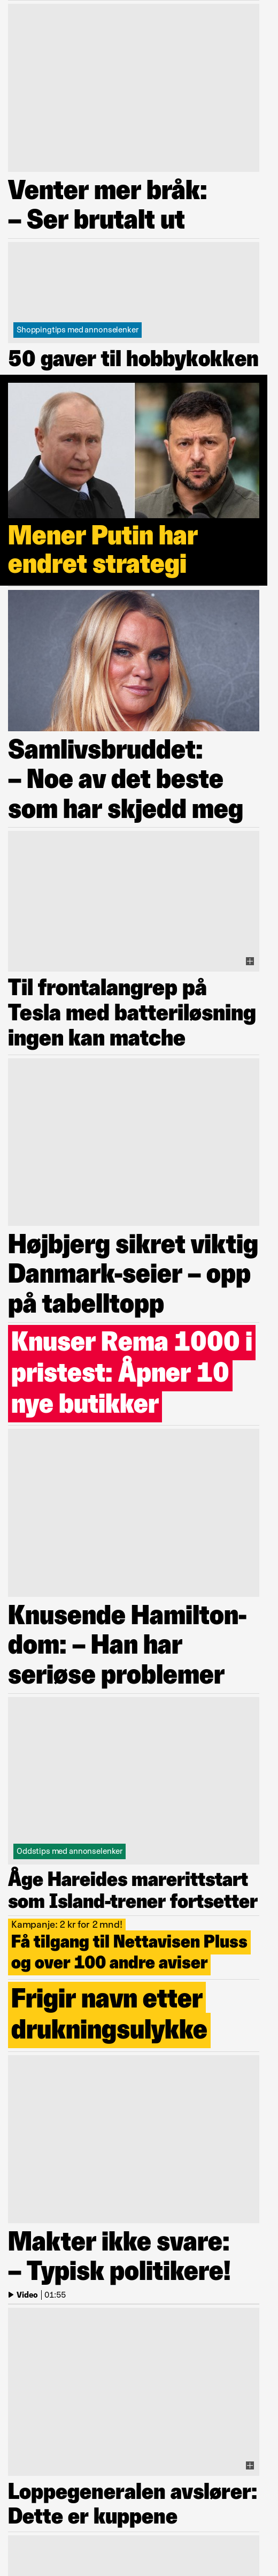 Venter mer bråk:
– Ser brutalt ut
Shoppingtips med annonselenker
50 gaver til hobbykokken
Mener Putin har
endret strategi
Samlivsbruddet:
– Noe av det beste
som har skjedd meg
Til frontalangrep på
Tesla med batteriløsning
ingen kan matche
Højbjerg sikret viktig
Danmark-seier – opp
på tabelltopp
Knuser Rema 1000 i
pristest: Åpner 10
nye butikker
Knusende Hamilton-
dom: – Han har
seriøse problemer
Oddstips med annonselenker
Åge Hareides marerittstart
som Island-trener fortsetter
Kampanje: 2 kr for 2 mnd!
Få tilgang til Nettavisen Pluss
og over 100 andre aviser
Frigir navn etter
drukningsulykke
Makter ikke svare:
– Typisk politikere!
Video | 01:55
Loppegeneralen avslører:
Dette er kuppene